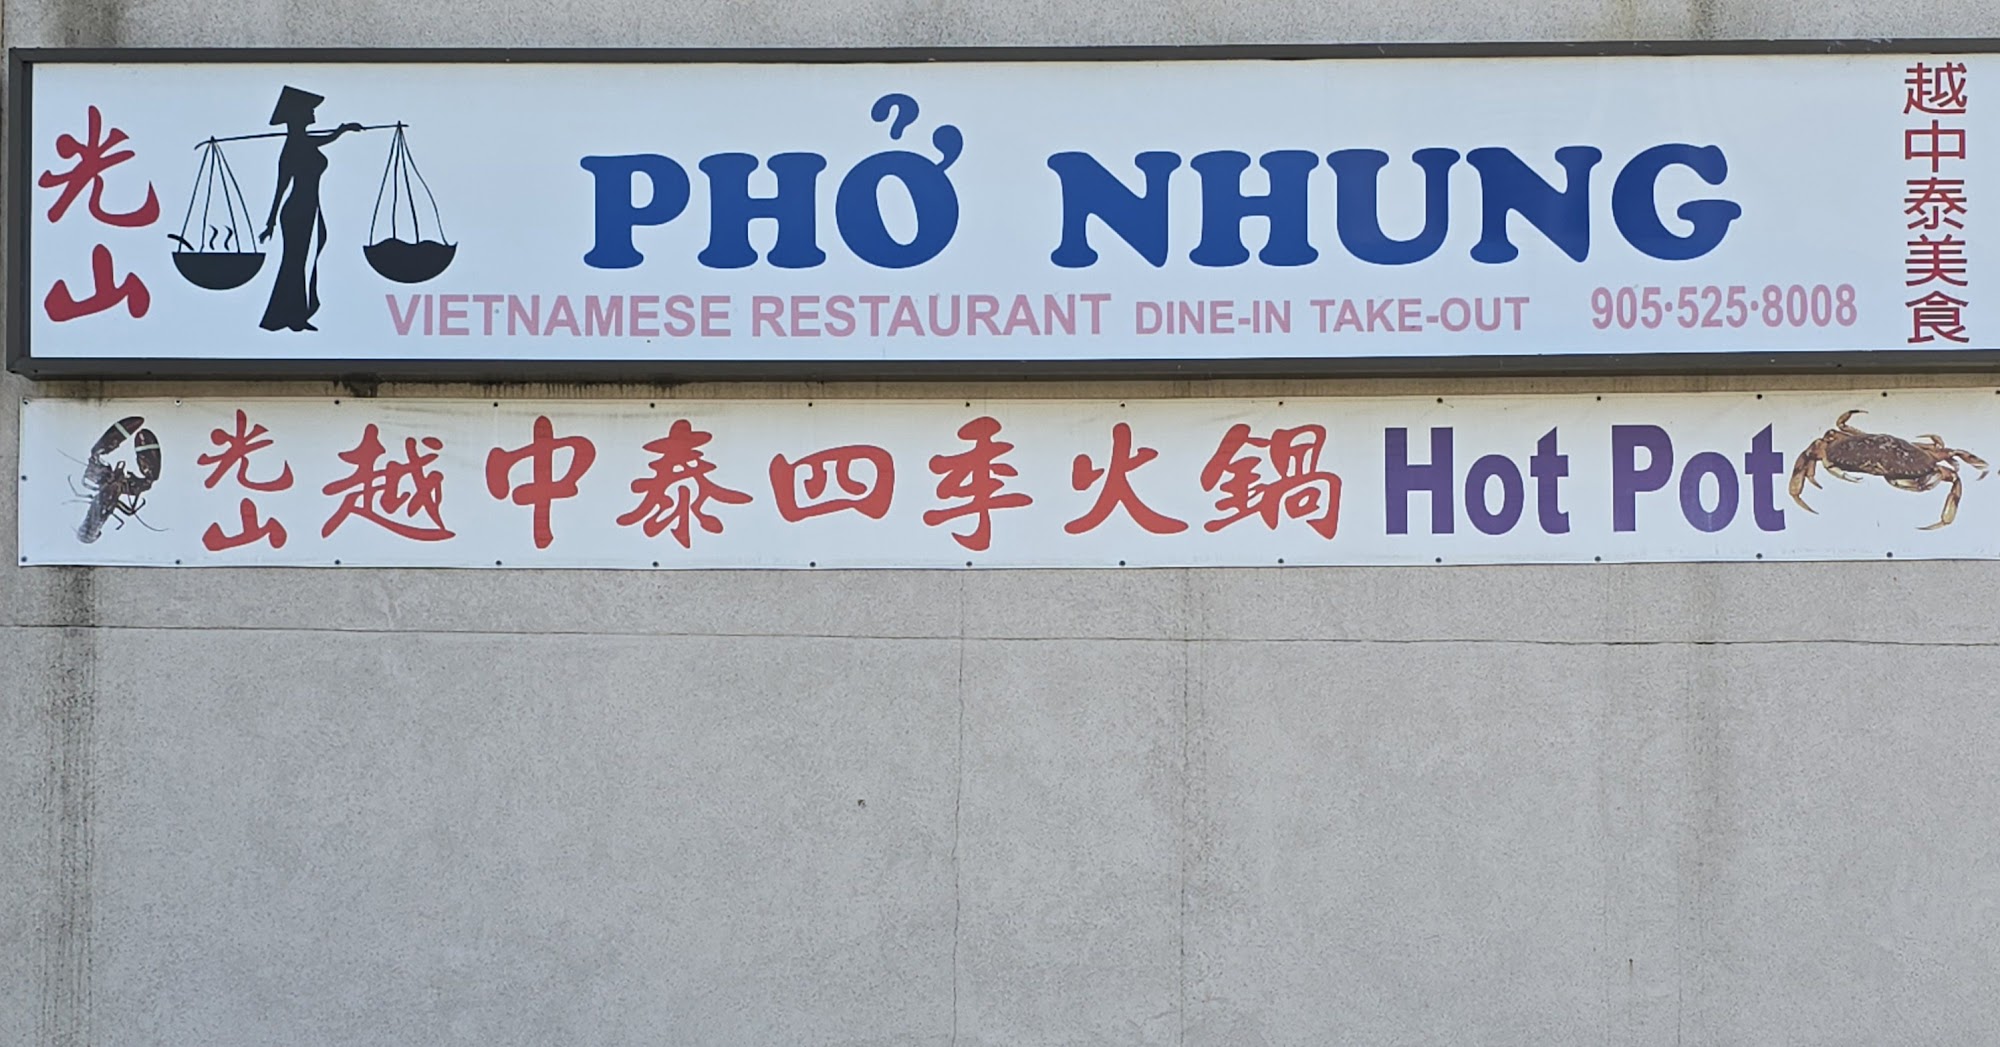 光山
PHỞ NHUNG
VIETNAMESE RESTAURANT DINE-IN TAKE-OUT 905·525·8008
越中泰美食
光山 越中泰四季火鍋 Hot Pot